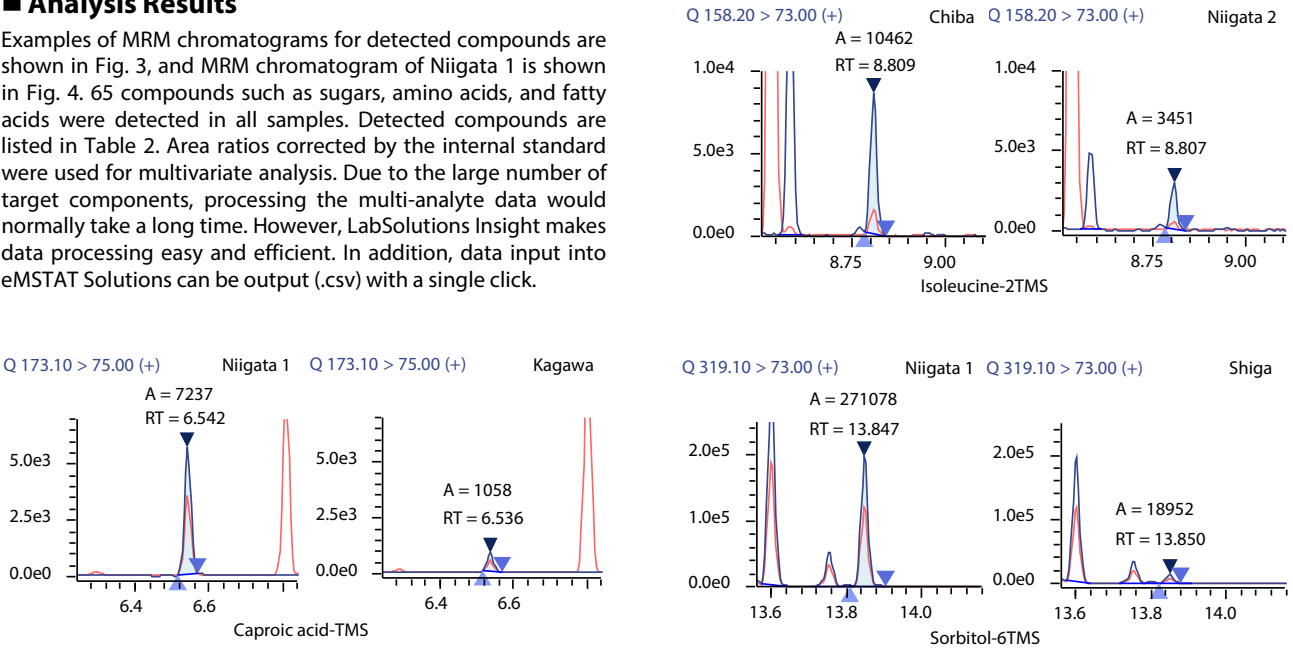 ■ Analysis Results
Examples of MRM chromatograms for detected compounds are
shown in Fig. 3, and MRM chromatogram of Niigata 1 is shown
in Fig. 4. 65 compounds such as sugars, amino acids, and fatty
acids were detected in all samples. Detected compounds are
listed in Table 2. Area ratios corrected by the internal standard
were used for multivariate analysis. Due to the large number of
target components, processing the multi-analyte data would
normally take a long time. However, LabSolutions Insight makes
data processing easy and efficient. In addition, data input into
eMSTAT Solutions can be output (.csv) with a single click.
Q 158.20 > 73.00 (+) Chiba
A = 10462
RT = 8.809
1.0e4
5.0e3
0.0e0
8.75 9.00
Q 158.20 > 73.00 (+) Niigata 2
1.0e4
A = 3451
RT = 8.807
5.0e3
0.0e0
8.75 9.00
Isoleucine-2TMS
Q 173.10 > 75.00 (+) Niigata 1
A = 7237
RT = 6.542
5.0e3
2.5e3
0.0e0
6.4 6.6
Q 173.10 > 75.00 (+) Kagawa
5.0e3
A = 1058
RT = 6.536
2.5e3
0.0e0
6.4 6.6
Caproic acid-TMS
Q 319.10 > 73.00 (+) Niigata 1
A = 271078
RT = 13.847
2.0e5
1.0e5
0.0e0
13.6 13.8 14.0
Q 319.10 > 73.00 (+) Shiga
2.0e5
A = 18952
1.0e5
RT = 13.850
0.0e0
13.6 13.8 14.0
Sorbitol-6TMS